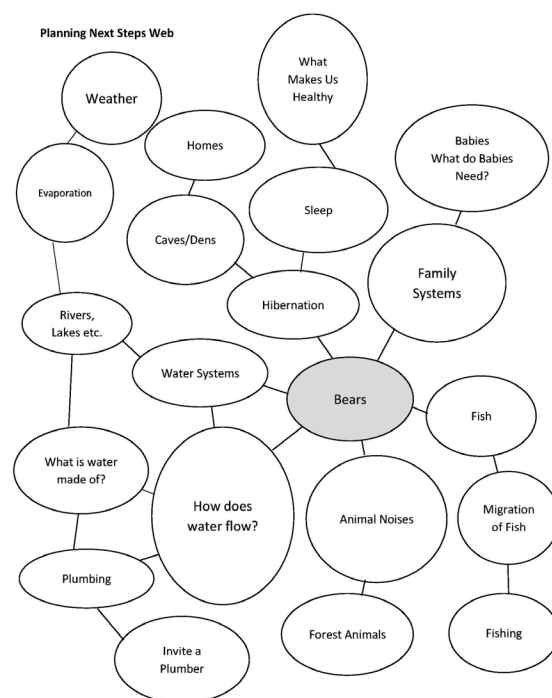 Planning Next Steps Web
What
Makes Us
Healthy
Weather
Homes
Babies
What do Babies
Need?
Evaporation
Sleep
Caves/Dens
Family
Systems
Hibernation
Rivers,
Lakes etc.
Water Systems
Bears
Fish
What is water
made of?
How does
water flow?
Animal Noises
Migration
of Fish
Plumbing
Forest Animals
Fishing
Invite a
Plumber